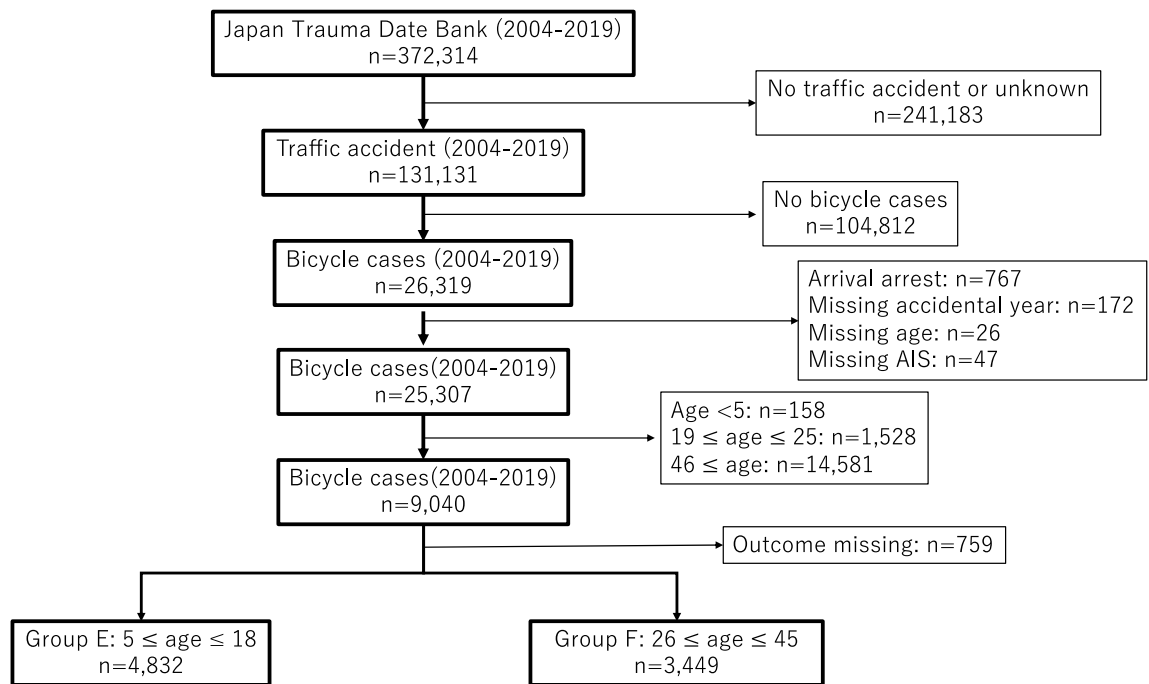 Japan Trauma Date Bank (2004-2019)
n=372,314
No traffic accident or unknown
n=241,183
Traffic accident (2004-2019)
n=131,131
No bicycle cases
n=104,812
Bicycle cases (2004-2019)
n=26,319
Arrival arrest: n=767
Missing accidental year: n=172
Missing age: n=26
Missing AIS: n=47
Bicycle cases(2004-2019)
n=25,307
Age <5: n=158
19 ≤ age ≤ 25: n=1,528
46 ≤ age: n=14,581
Bicycle cases(2004-2019)
n=9,040
Outcome missing: n=759
Group E: 5 ≤ age ≤ 18
n=4,832
Group F: 26 ≤ age ≤ 45
n=3,449